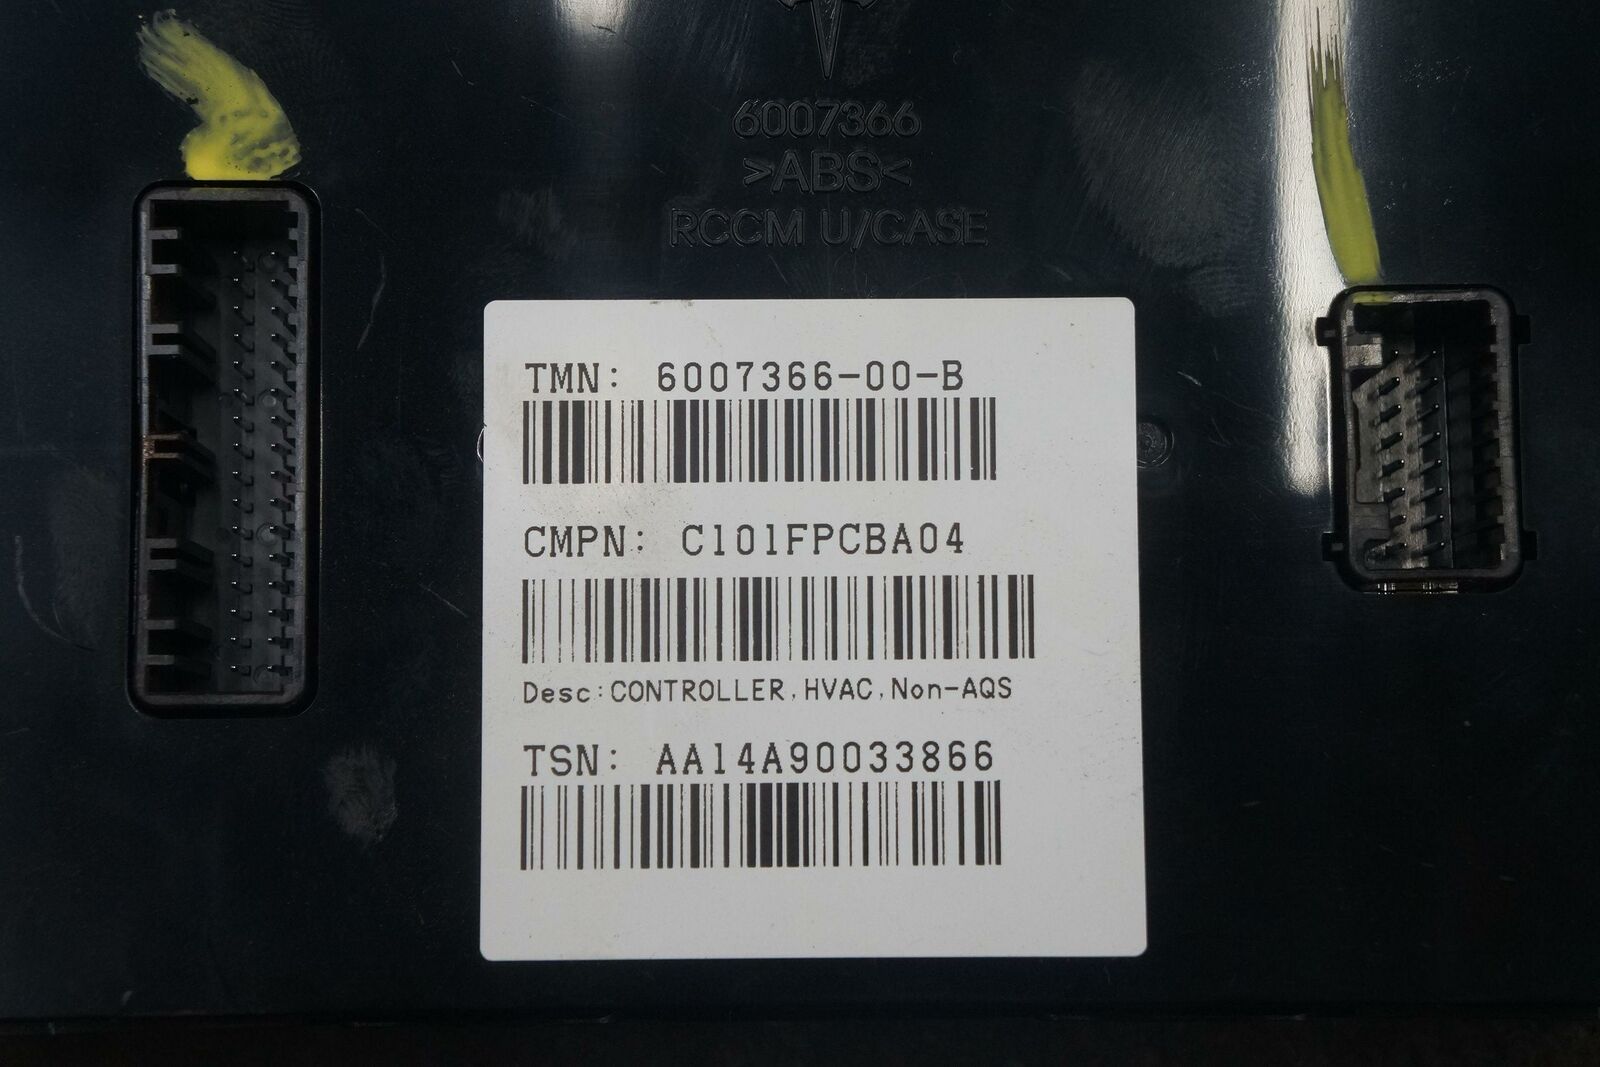 6007366
>ABS<
RCCM U/CASE
TMN: 6007366-00-B
CMPN: C101FPCBA04
Desc:CONTROLLER,HVAC,Non-AQS
TSN: AA14A90033866